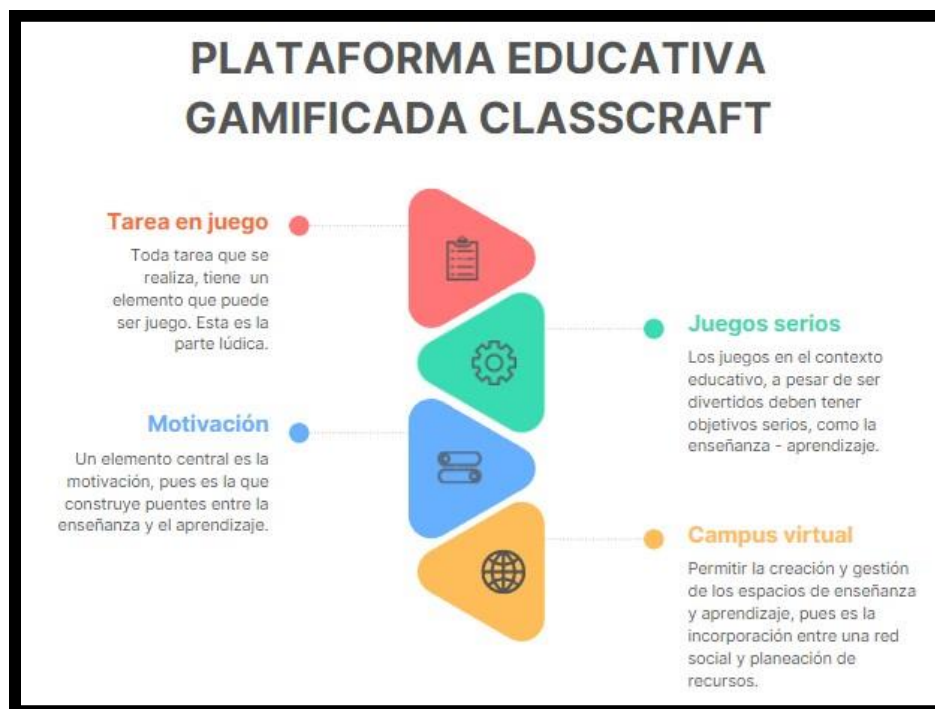 PLATAFORMA EDUCATIVA
GAMIFICADA CLASSCRAFT
Tarea en juego
Toda tarea que se
realiza, tiene un
elemento que puede
ser juego. Esta es la
parte lúdica.
Juegos serios
Los juegos en el contexto
educativo, a pesar de ser
divertidos deben tener
objetivos serios, como la
enseñanza - aprendizaje.
Motivación
Un elemento central es la
motivación, pues es la que
construye puentes entre la
enseñanza y el aprendizaje.
Campus virtual
Permitir la creación y gestión
de los espacios de enseñanza
y aprendizaje, pues es la
incorporación entre una red
social y planeación de
recursos.